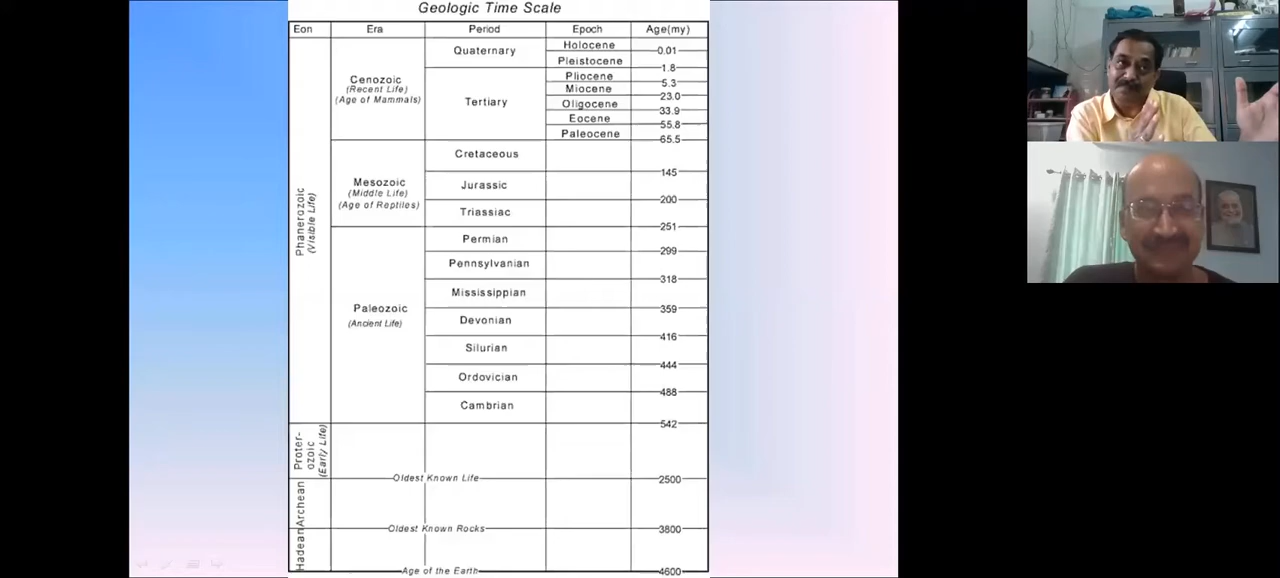 Geologic Time Scale
Eon Era Period Epoch Age(my)
Quaternary
Holocene
0.01
Pleistocene
1.8
Cenozoic
(Recent Life)
(Age of Mammals)
Tertiary
Pliocene
5.3
Miocene
23.0
Oligocene
33.9
Eocene
55.8
Paleocene
65.5
Phanerazoic
(Visible Life)
Mesozoic
(Middle Life)
(Age of Reptiles)
Cretaceous
145
Jurassic
200
Triassiac
251
Paleozoic
(Ancient Life)
Permian
299
Pennsylvanian
318
Mississippian
359
Devonian
416
Silurian
444
Ordovician
488
Cambrian
542
Proter-
ozoic
(Early Life)
Oldest Known Life
2500
Archean
Oldest Known Rocks
3800
Hadean
Age of the Earth
4600